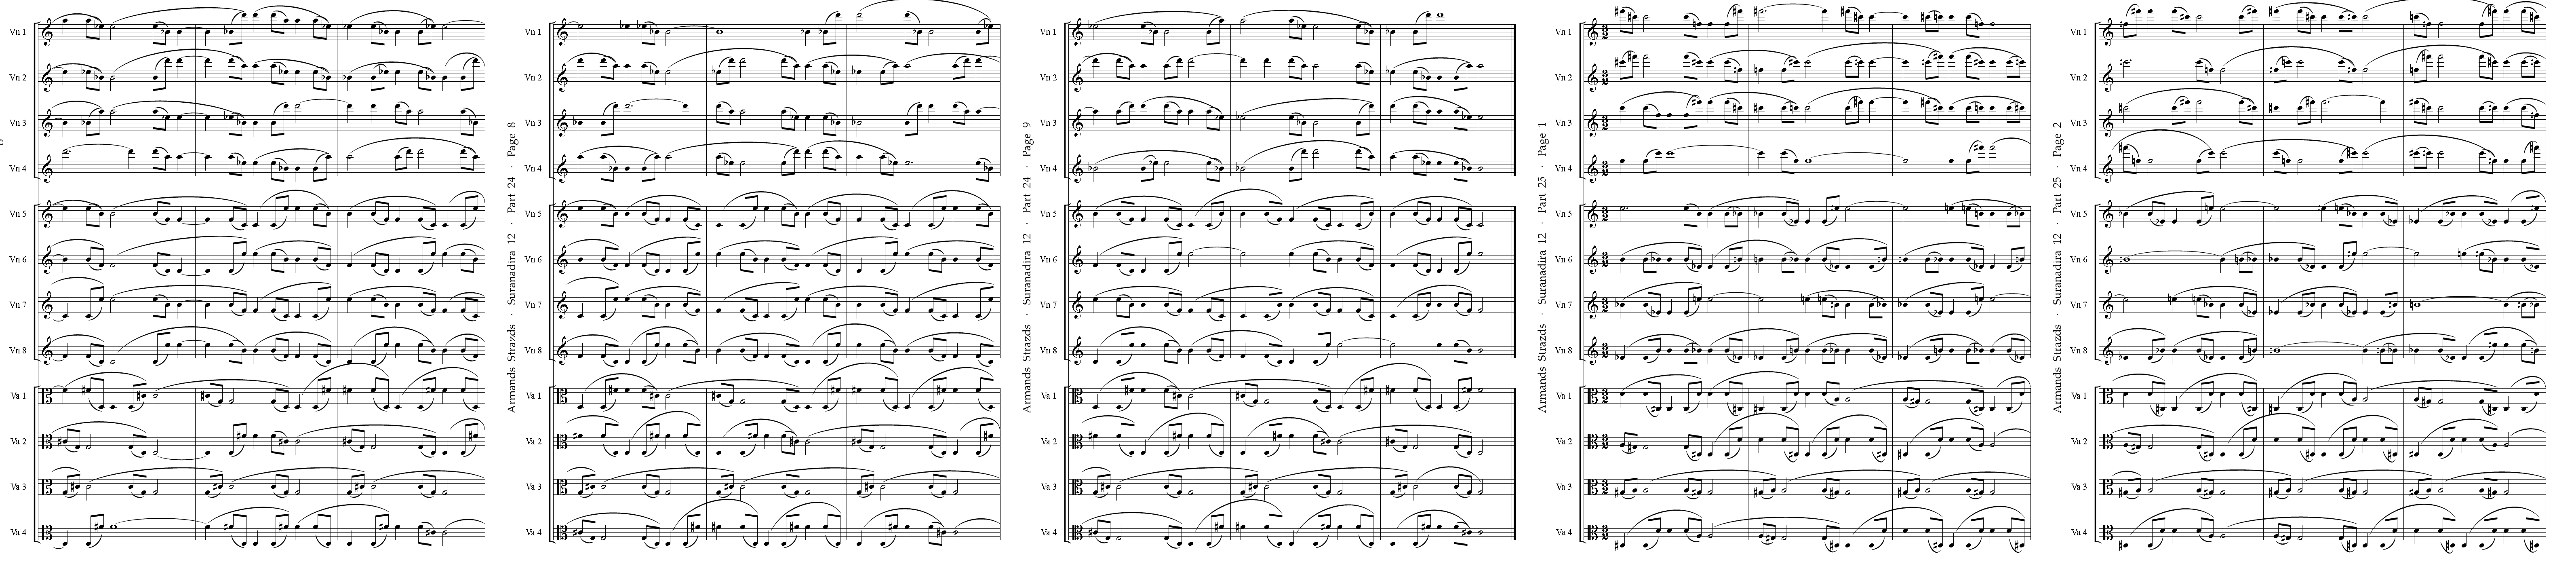 Vn 1
Vn 2
Vn 3
Vn 4
Vn 5
Vn 6
Vn 7
Vn 8
Va 1
Va 2
Va 3
Va 4
Armands Strazds · Suranadira 12 · Part 24 · Page 8
Vn 1
Vn 2
Vn 3
Vn 4
Vn 5
Vn 6
Vn 7
Vn 8
Va 1
Va 2
Va 3
Va 4
Armands Strazds · Suranadira 12 · Part 24 · Page 9
Vn 1
Vn 2
Vn 3
Vn 4
Vn 5
Vn 6
Vn 7
Vn 8
Va 1
Va 2
Va 3
Va 4
Armands Strazds · Suranadira 12 · Part 25 · Page 1
Vn 1
Vn 2
Vn 3
Vn 4
Vn 5
Vn 6
Vn 7
Vn 8
Va 1
Va 2
Va 3
Va 4
Armands Strazds · Suranadira 12 · Part 25 · Page 2
Vn 1
Vn 2
Vn 3
Vn 4
Vn 5
Vn 6
Vn 7
Vn 8
Va 1
Va 2
Va 3
Va 4